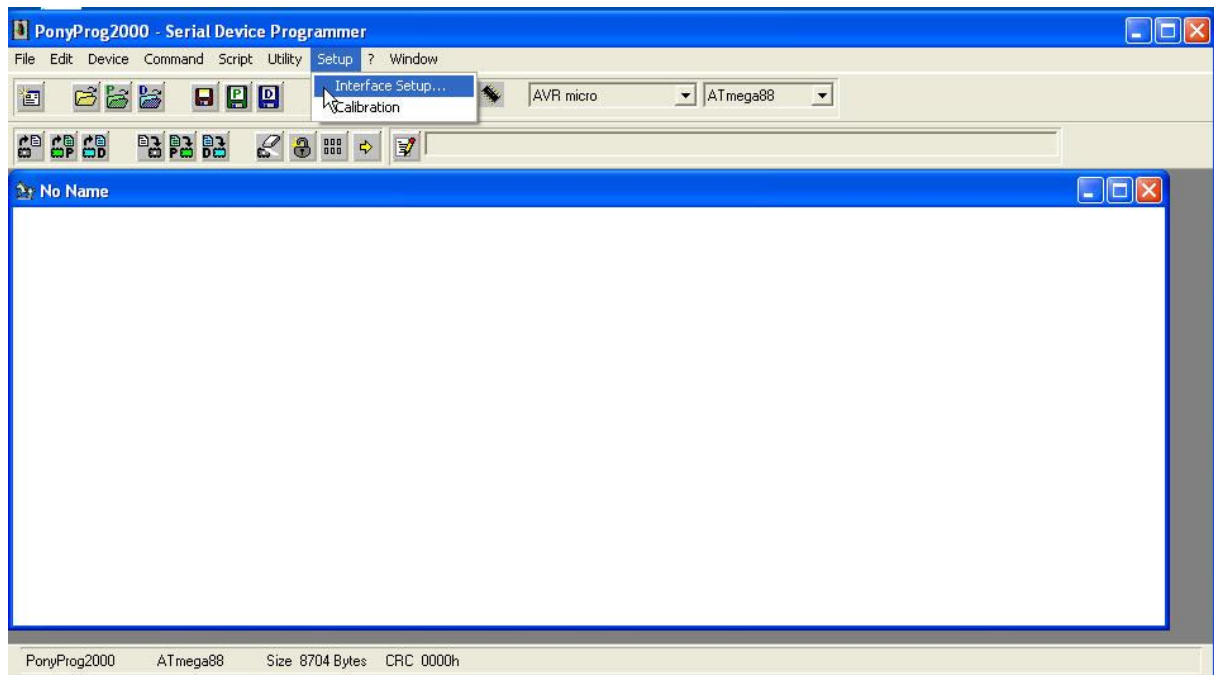 PonyProg2000 - Serial Device Programmer
File Edit Device Command Script Utility Setup ? Window
Interface Setup...
Calibration
AVR micro ATmega88
P D P D
P D P D
No Name
PonyProg2000 ATmega88 Size 8704 Bytes CRC 0000h